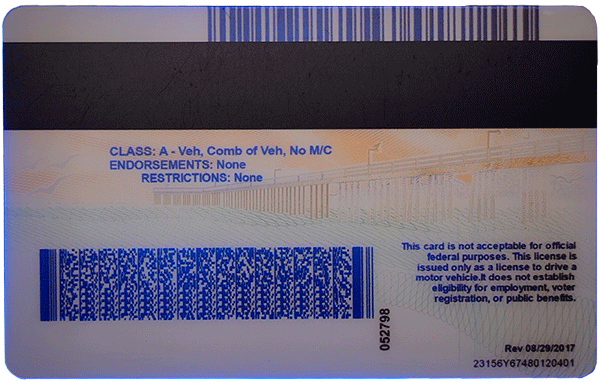 CLASS: A - Veh, Comb of Veh, No M/C
ENDORSEMENTS: None
RESTRICTIONS: None
This card is not acceptable for official
federal purposes. This license is
issued only as a license to drive a
motor vehicle.It does not establish
eligibility for employment, voter
registration, or public benefits.
052798
Rev 08/29/2017
23156Y67480120401